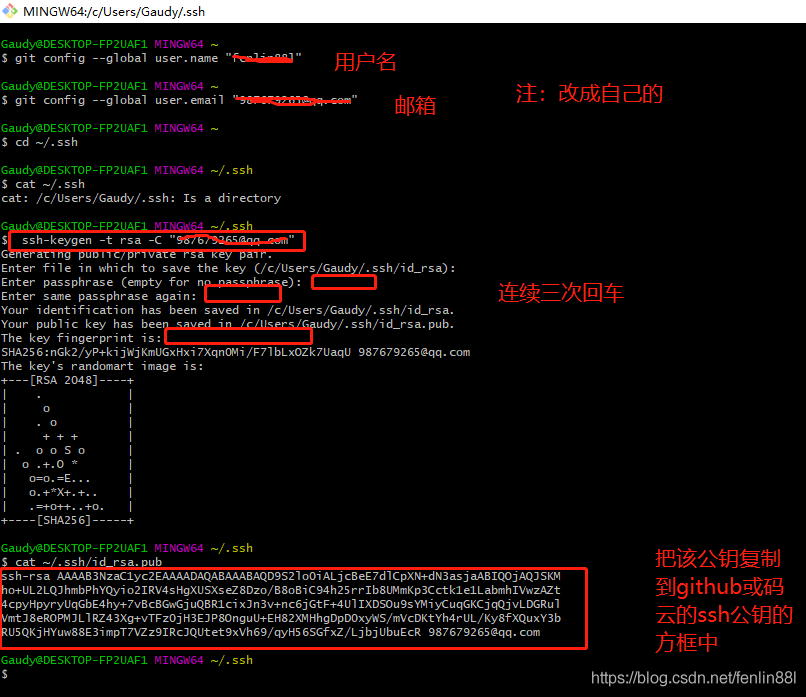 MINGW64:/c/Users/Gaudy/.ssh
Gaudy@DESKTOP-FP2UAF1 MINGW64 ~
$ git config --global user.name "fenlin88l"
用户名
Gaudy@DESKTOP-FP2UAF1 MINGW64 ~
$ git config --global user.email "987679265@qq.com"
邮箱
注：改成自己的
Gaudy@DESKTOP-FP2UAF1 MINGW64 ~
$ cd ~/.ssh
Gaudy@DESKTOP-FP2UAF1 MINGW64 ~/.ssh
$ cat ~/.ssh
cat: /c/Users/Gaudy/.ssh: Is a directory
Gaudy@DESKTOP-FP2UAF1 MINGW64 ~/.ssh
$ ssh-keygen -t rsa -C "987679265@qq.com"
Generating public/private rsa key pair.
Enter file in which to save the key (/c/Users/Gaudy/.ssh/id_rsa):
Enter passphrase (empty for no passphrase):
Enter same passphrase again:
连续三次回车
Your identification has been saved in /c/Users/Gaudy/.ssh/id_rsa.
Your public key has been saved in /c/Users/Gaudy/.ssh/id_rsa.pub.
The key fingerprint is:
SHA256:nGk2/yP+kijWjKmUGxHxi7XqnOMi/F7lbLxOZk7UaqU 987679265@qq.com
The key's randomart image is:
+---[RSA 2048]----+
|    .            |
|     o           |
|    . o          |
|     + + +       |
| .  o o S o      |
|  o .+.O *       |
|   o=o.=E...     |
|   o.+*X+.+..    |
|   .=+o++..+o.   |
+----[SHA256]-----+
Gaudy@DESKTOP-FP2UAF1 MINGW64 ~/.ssh
$ cat ~/.ssh/id_rsa.pub
ssh-rsa AAAAB3NzaC1yc2EAAAADAQABAAABAQD9S2loOiALjcBeE7dlCpXN+dN3asjaABIQOjAQJSKM
ho+UL2LQJhmbPhYQyio2IRV4sHgXUSXseZ8Dzo/B8oBiC94h25rrIb8UMmKp3Cctk1e1LabmhIVwzAZt
4cpyHpyryUqGbE4hy+7vBcBGwGjuQBR1cixJn3v+nc6jGtF+4UlIXDSOu9sYMiyCuqGKCjqQjvLDGRul
VmtJ8eROPMJLlRZ43Xg+vTFzOjH3EJP8OnguU+EH82XMHhgDpDOxyWS/mVcDKtYh4rUL/Ky8fXQuxY3b
RU5QKjHYuw88E3impT7VZz9IRcJQUtet9xVh69/qyH56SGfxZ/LjbjUbuEcR 987679265@qq.com
把该公钥复制
到github或码
云的ssh公钥的
方框中
Gaudy@DESKTOP-FP2UAF1 MINGW64 ~/.ssh
$
https://blog.csdn.net/fenlin88l